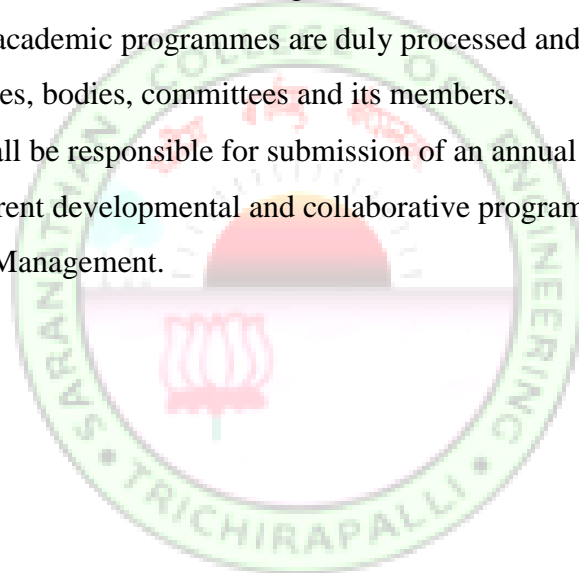 academic programmes are duly processed and
es, bodies, committees and its members.
all be responsible for submission of an annual
rent developmental and collaborative program
Management.
SARANATHAN COLLEGE OF ENGINEERING
TRICHIRAPALLI